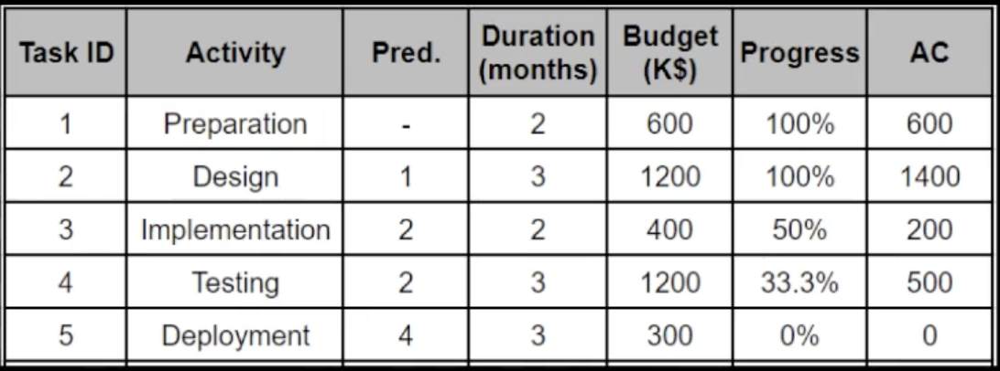 Task ID Activity Pred. Duration (months) Budget (K$) Progress AC
1 Preparation - 2 600 100% 600
2 Design 1 3 1200 100% 1400
3 Implementation 2 2 400 50% 200
4 Testing 2 3 1200 33.3% 500
5 Deployment 4 3 300 0% 0